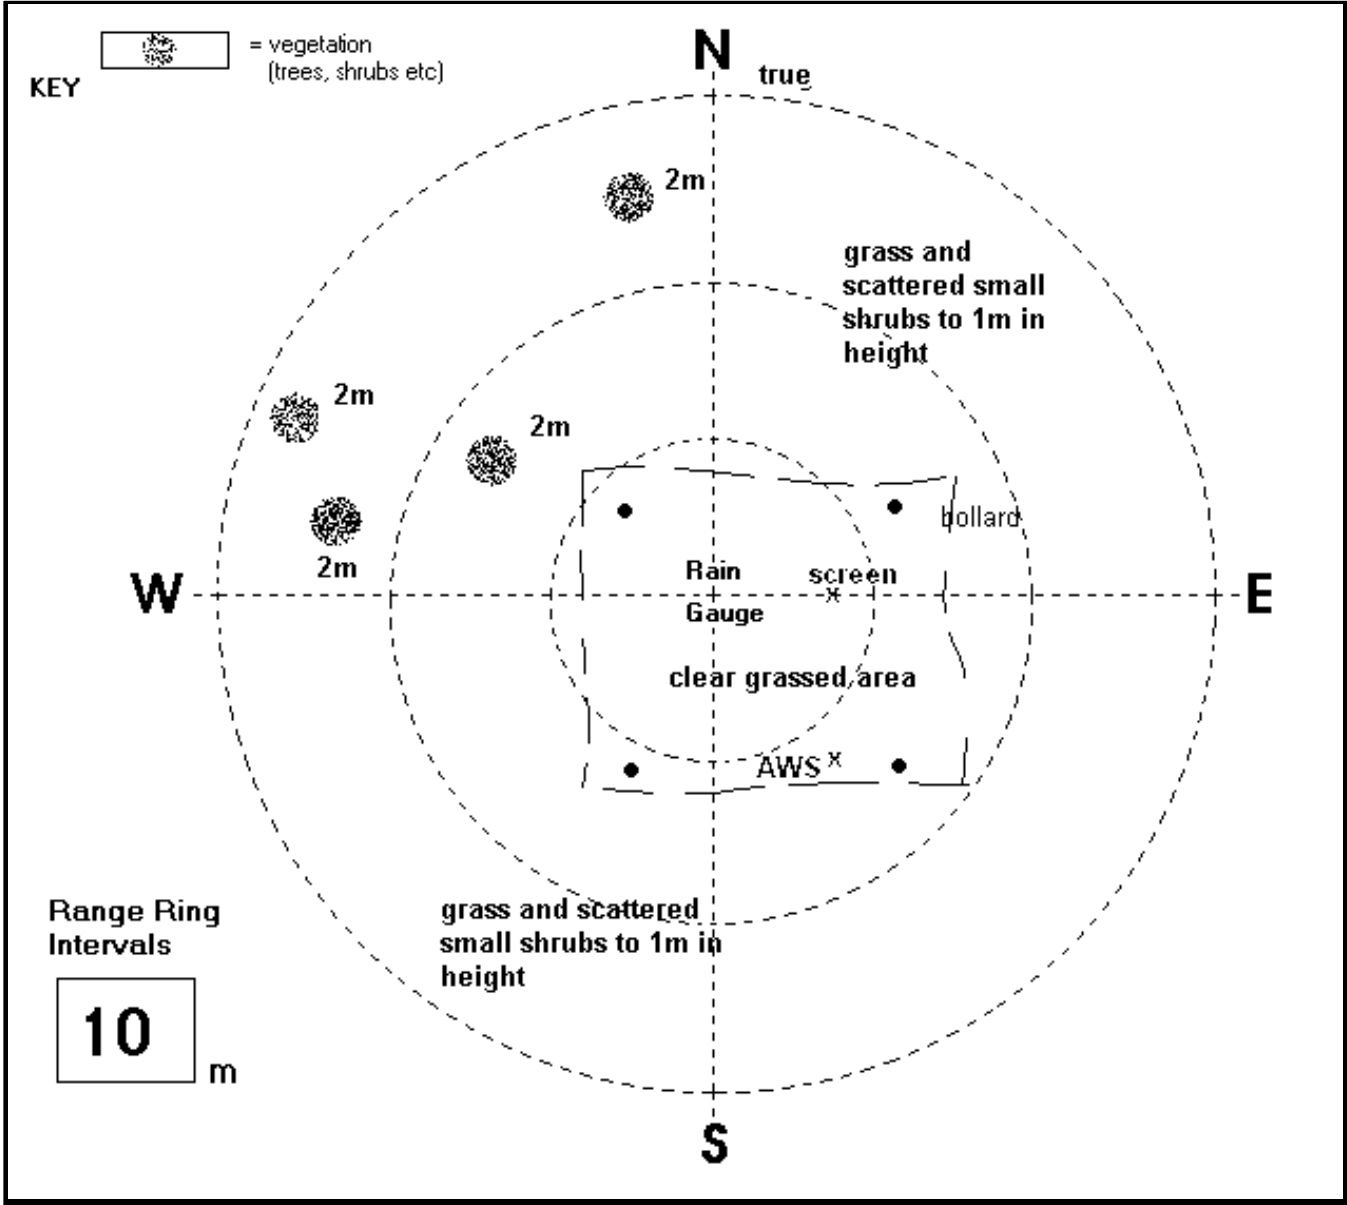 = vegetation
(trees, shrubs etc)
KEY
N
true
2m
grass and
scattered small
shrubs to 1m in
height
2m
2m
2m
bollard
Rain
Gauge
screen
W
E
clear grassed area
AWS
Range Ring
Intervals
10
m
grass and scattered
small shrubs to 1m in
height
S